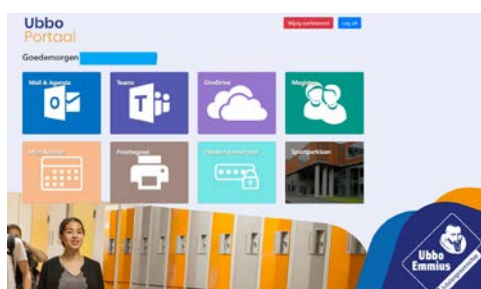 Ubbo
Portaal
Wijzig wachtwoord
Log uit
Goedemorgen
Mail & Agenda
Teams
OneDrive
Magister
Printtegoed
Sportparklaan
Ubbo
Emmius